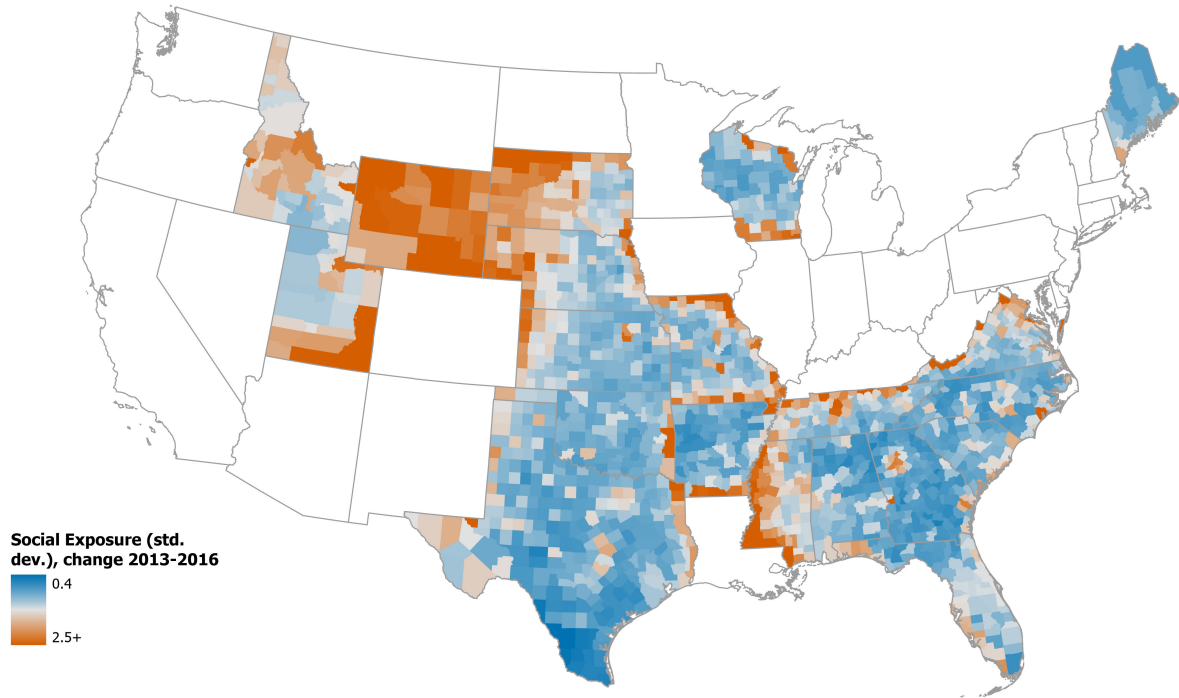 Social Exposure (std.
dev.), change 2013-2016
0.4
2.5+